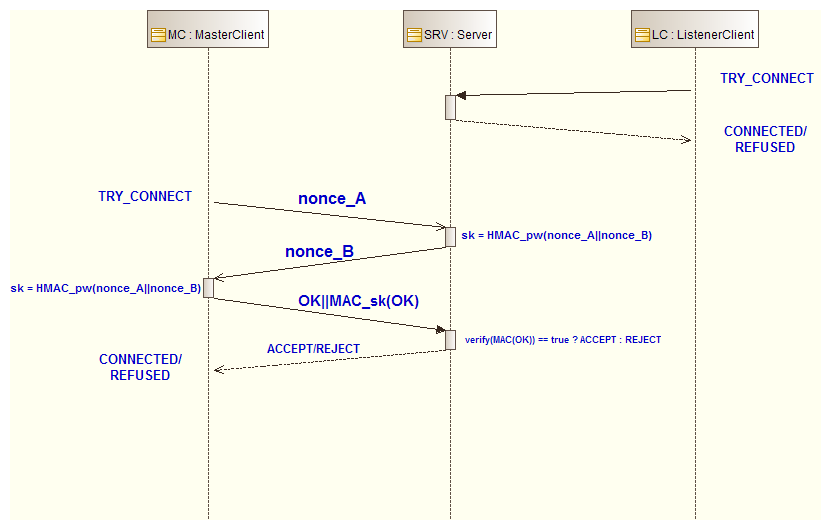 MC : MasterClient
SRV : Server
LC : ListenerClient
TRY_CONNECT
CONNECTED/
REFUSED
TRY_CONNECT
nonce_A
sk = HMAC_pw(nonce_A||nonce_B)
nonce_B
sk = HMAC_pw(nonce_A||nonce_B)
OK||MAC_sk(OK)
verify(MAC(OK)) == true ? ACCEPT : REJECT
ACCEPT/REJECT
CONNECTED/
REFUSED